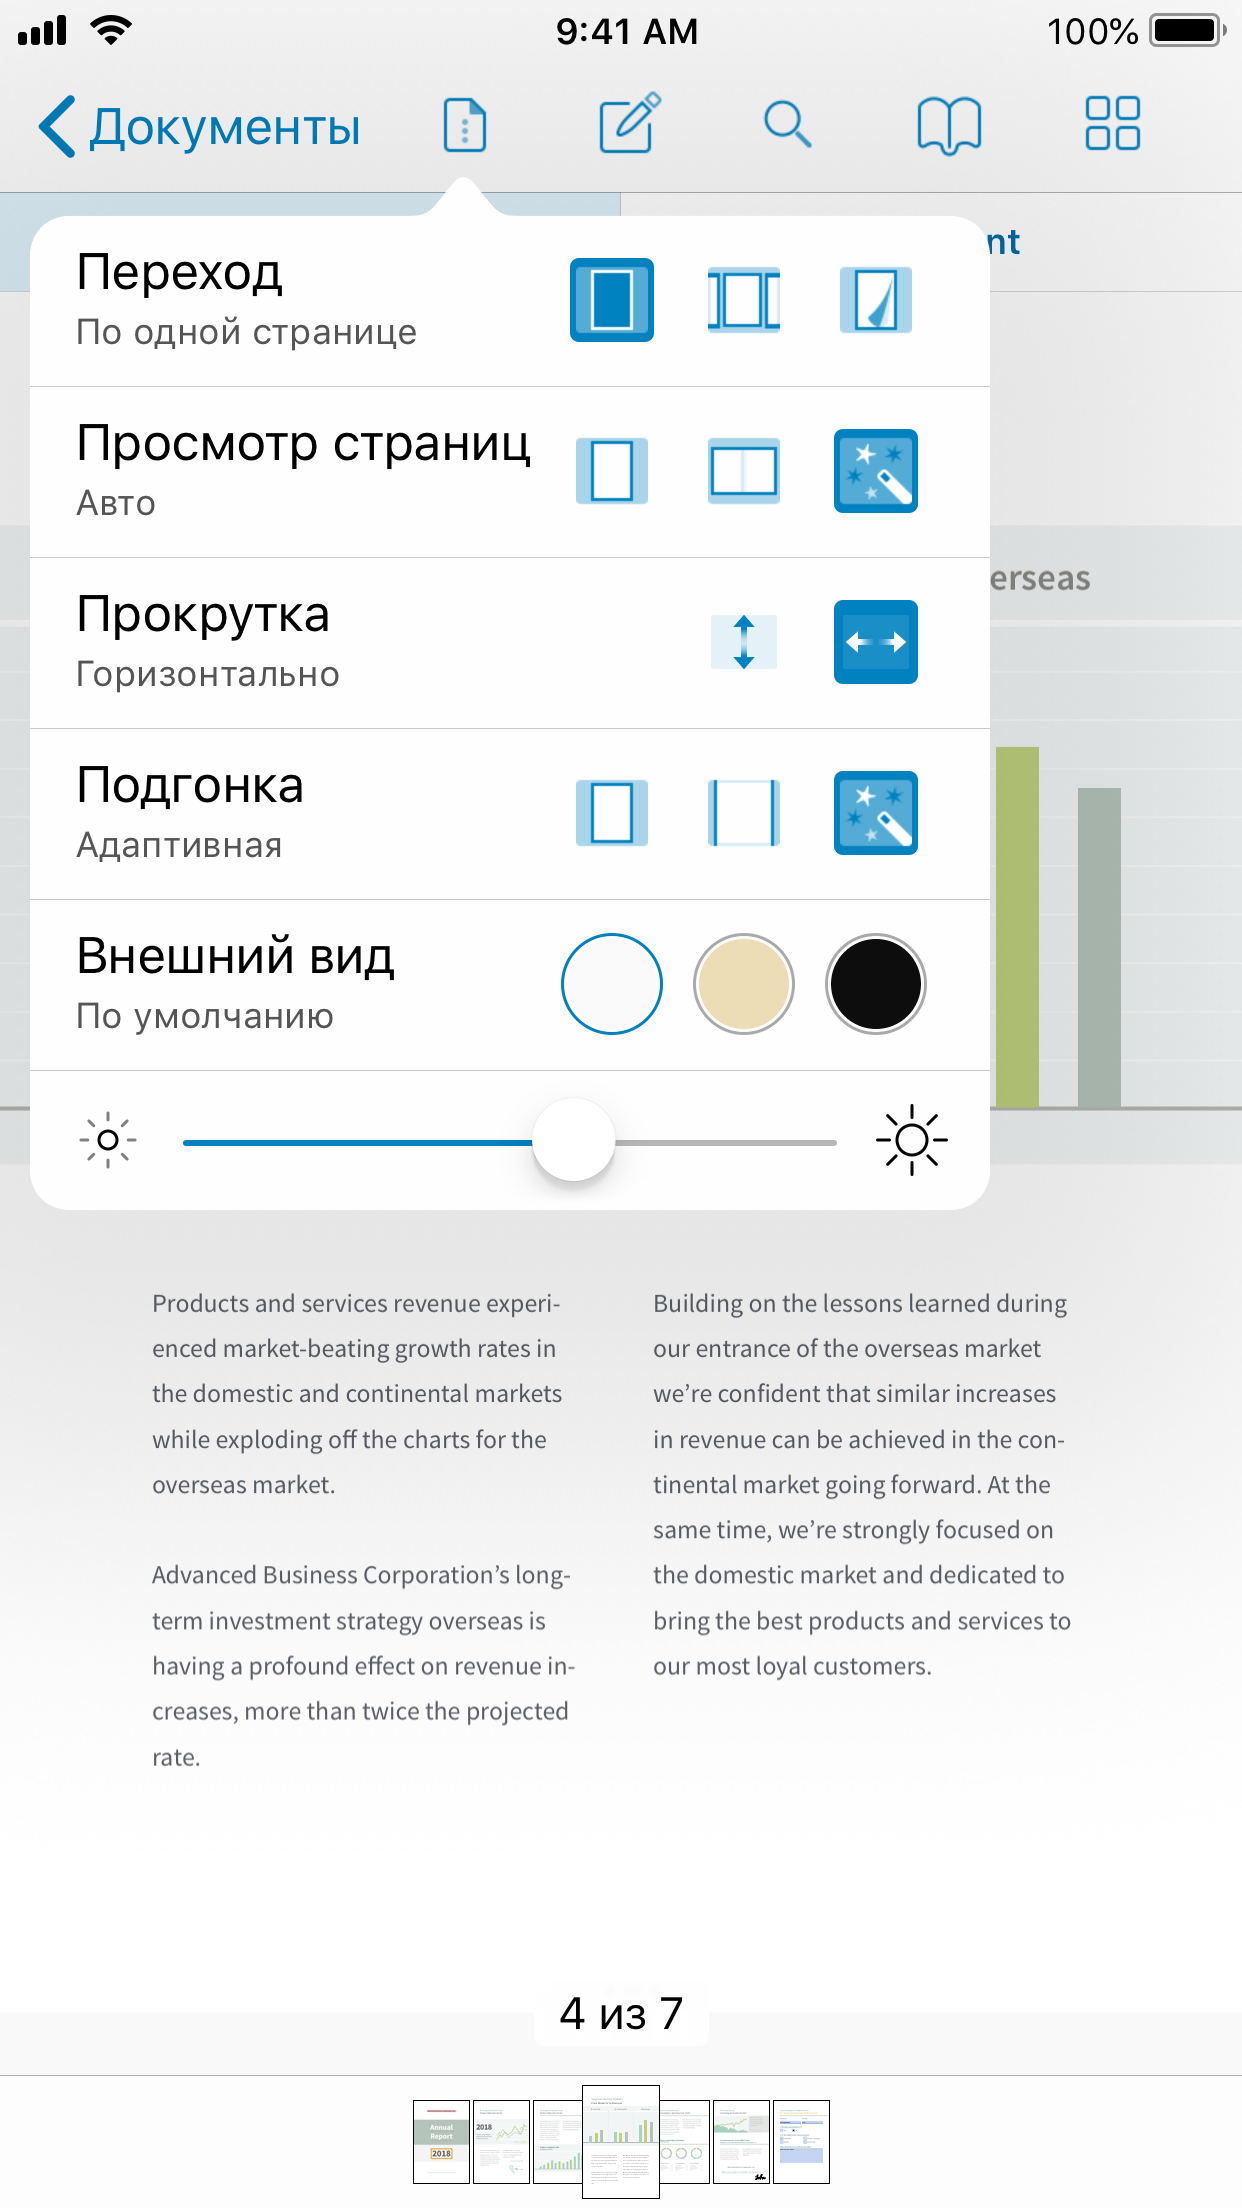 9:41 AM
100%
Документы
nt
Переход
По одной странице
Просмотр страниц
Авто
erseas
Прокрутка
Горизонтально
Подгонка
Адаптивная
Внешний вид
По умолчанию
Products and services revenue experi-
enced market-beating growth rates in
the domestic and continental markets
while exploding off the charts for the
overseas market.
Advanced Business Corporation’s long-
term investment strategy overseas is
having a profound effect on revenue in-
creases, more than twice the projected
rate.
Building on the lessons learned during
our entrance of the overseas market
we’re confident that similar increases
in revenue can be achieved in the con-
tinental market going forward. At the
same time, we’re strongly focused on
the domestic market and dedicated to
bring the best products and services to
our most loyal customers.
4 из 7
Annual
Report
2018
2018